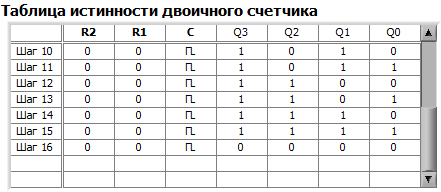 Таблица истинности двоичного счетчика
R2 R1 C Q3 Q2 Q1 Q0
Шаг 10 0 0 1 0 1 0
Шаг 11 0 0 1 0 1 1
Шаг 12 0 0 1 1 0 0
Шаг 13 0 0 1 1 0 1
Шаг 14 0 0 1 1 1 0
Шаг 15 0 0 1 1 1 1
Шаг 16 0 0 0 0 0 0